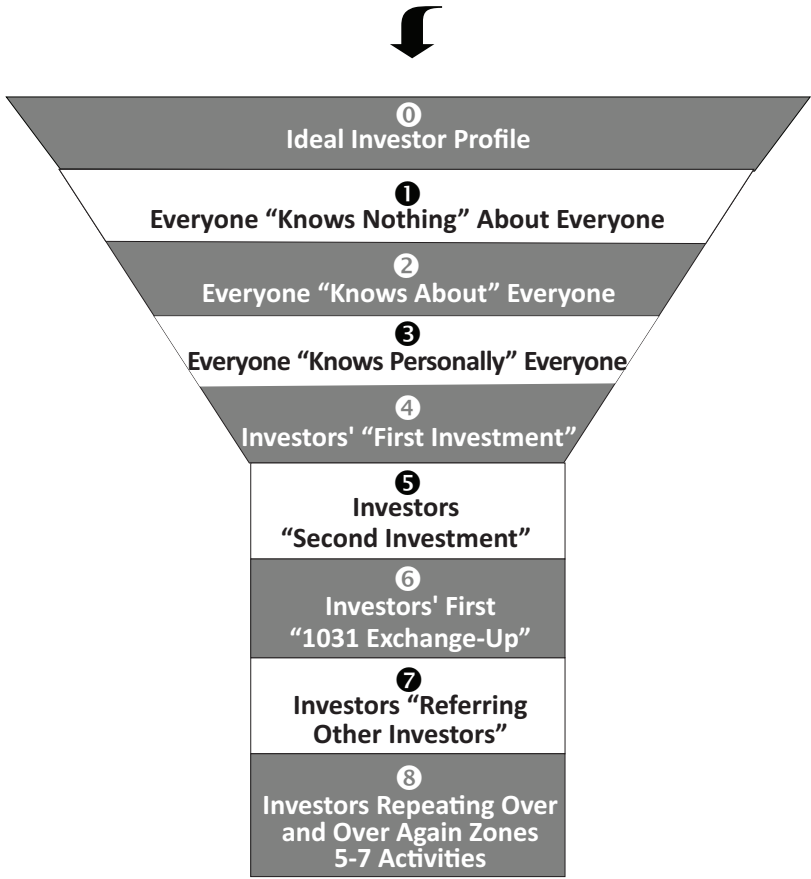 0
Ideal Investor Profile
1
Everyone “Knows Nothing” About Everyone
2
Everyone “Knows About” Everyone
3
Everyone “Knows Personally” Everyone
4
Investors' “First Investment”
5
Investors
“Second Investment”
6
Investors' First
“1031 Exchange-Up”
7
Investors “Referring
Other Investors”
8
Investors Repeating Over
and Over Again Zones
5-7 Activities